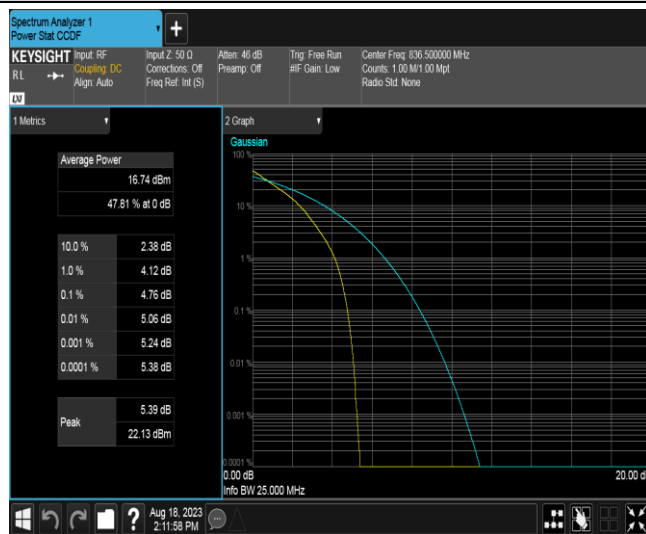 Spectrum Analyzer 1
Power Stat CCDF
+
KEYSIGHT
RL
Input: RF
Coupling: DC
Align: Auto
Input Z: 50 Ω
Corrections: Off
Freq Ref: Int (S)
Atten: 46 dB
Preamp: Off
Trig: Free Run
#IF Gain: Low
Center Freq: 836.500000 MHz
Counts: 1.00 M/1.00 Mpt
Radio Std: None
LXI
1 Metrics
Average Power
16.74 dBm
47.81 % at 0 dB
10.0 % 2.38 dB
1.0 % 4.12 dB
0.1 % 4.76 dB
0.01 % 5.06 dB
0.001 % 5.24 dB
0.0001 % 5.38 dB
Peak
5.39 dB
22.13 dBm
2 Graph
Gaussian
100 %
10 %
1 %
0.1 %
0.01 %
0.001 %
0.0001 %
0.00 dB
20.00 d
Info BW 25.000 MHz
?
Aug 18, 2023
2:11:58 PM